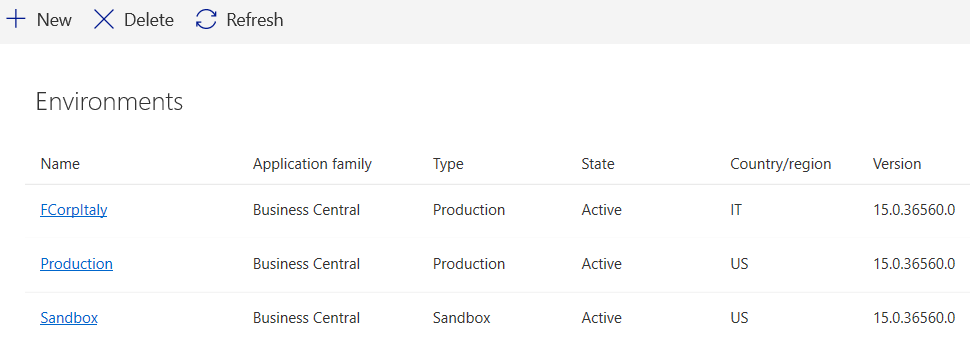 New Delete Refresh
Environments
Name Application family Type State Country/region Version
FCorpItaly Business Central Production Active IT 15.0.36560.0
Production Business Central Production Active US 15.0.36560.0
Sandbox Business Central Sandbox Active US 15.0.36560.0